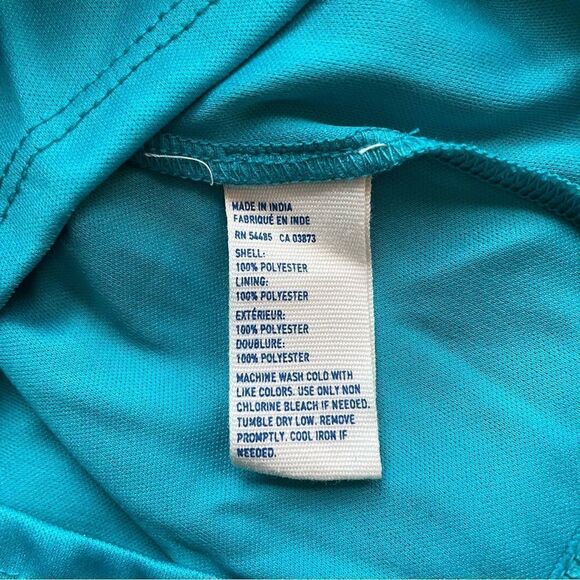 MADE IN INDIA
FABRIQUÉ EN INDE
RN 54485 CA 03873
SHELL:
100% POLYESTER
LINING:
100% POLYESTER
EXTÉRIEUR:
100% POLYESTER
DOUBLURE:
100% POLYESTER
MACHINE WASH COLD WITH
LIKE COLORS. USE ONLY NON
CHLORINE BLEACH IF NEEDED.
TUMBLE DRY LOW. REMOVE
PROMPTLY. COOL IRON IF
NEEDED.